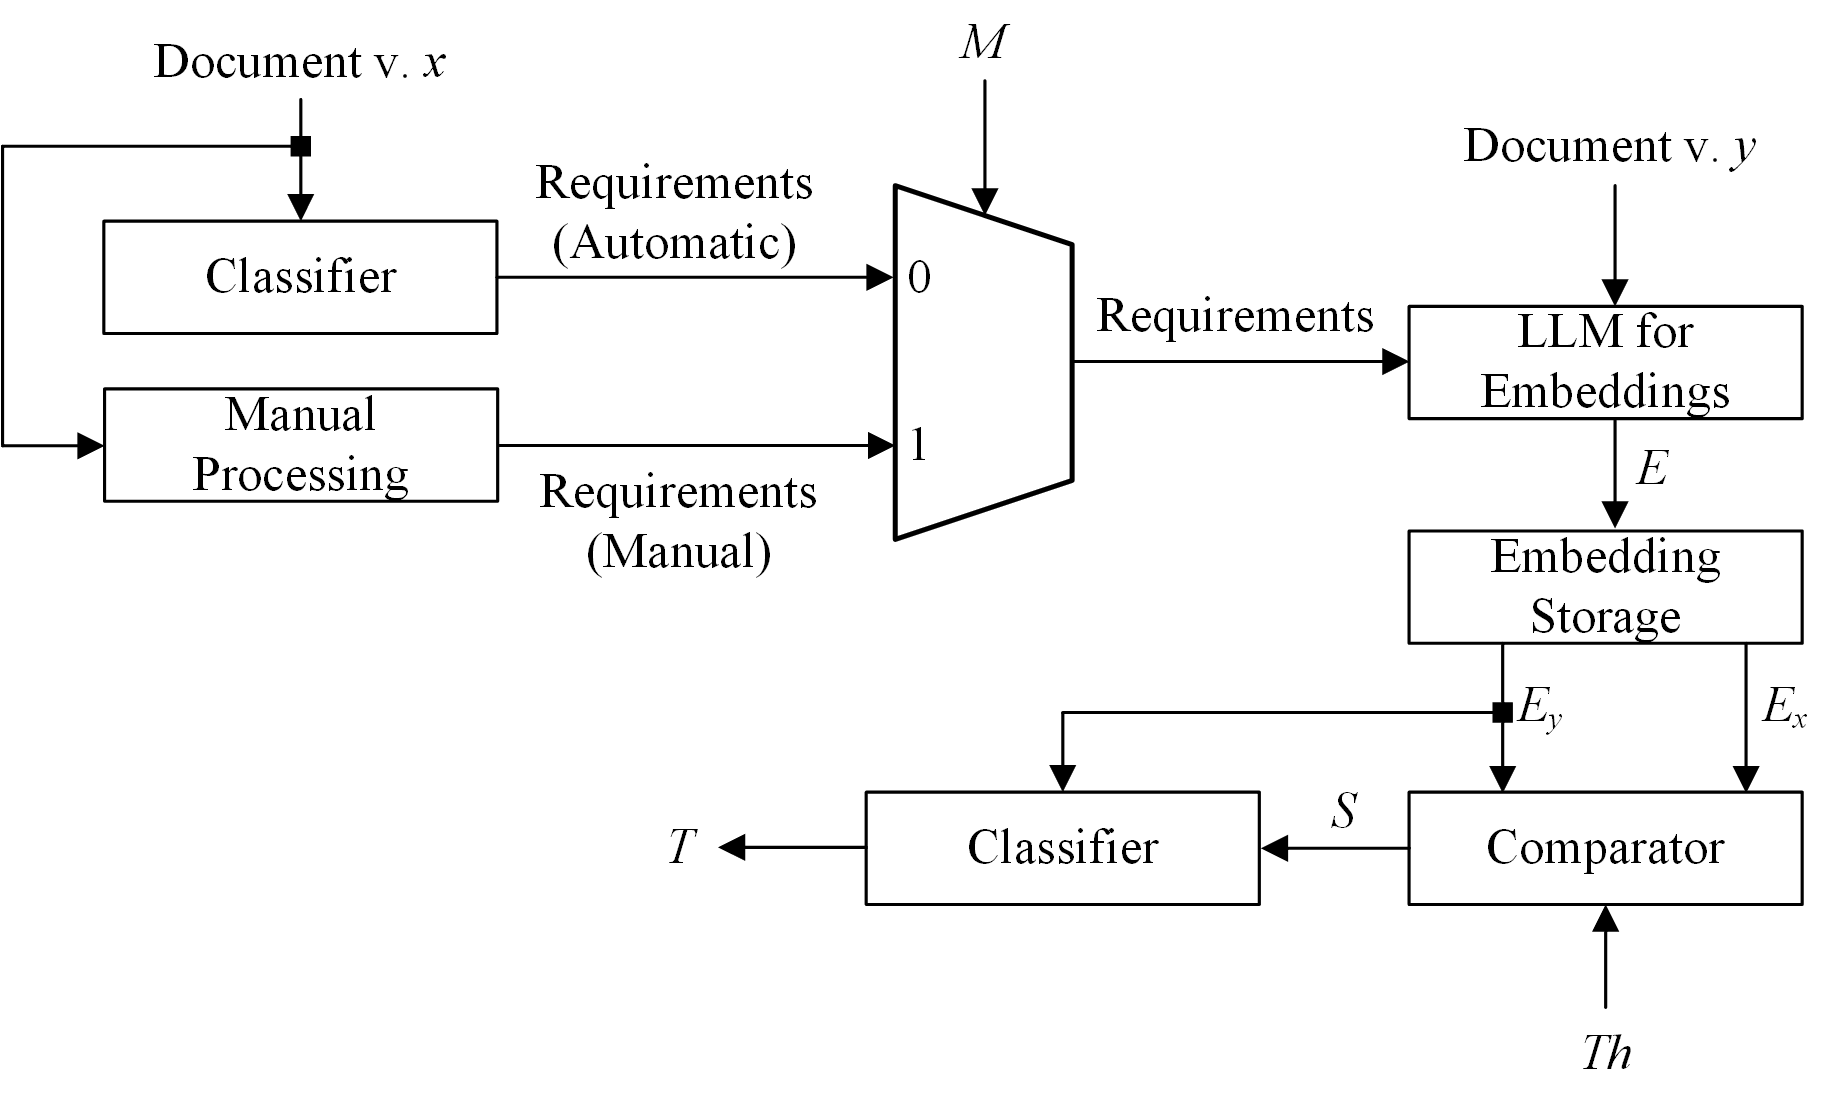 Document v. x
M
Document v. y
Requirements
(Automatic)
Classifier
0
Requirements
LLM for
Embeddings
Manual
Processing
1
Requirements
(Manual)
E
Embedding
Storage
Ey
Ex
T
Classifier
S
Comparator
Th